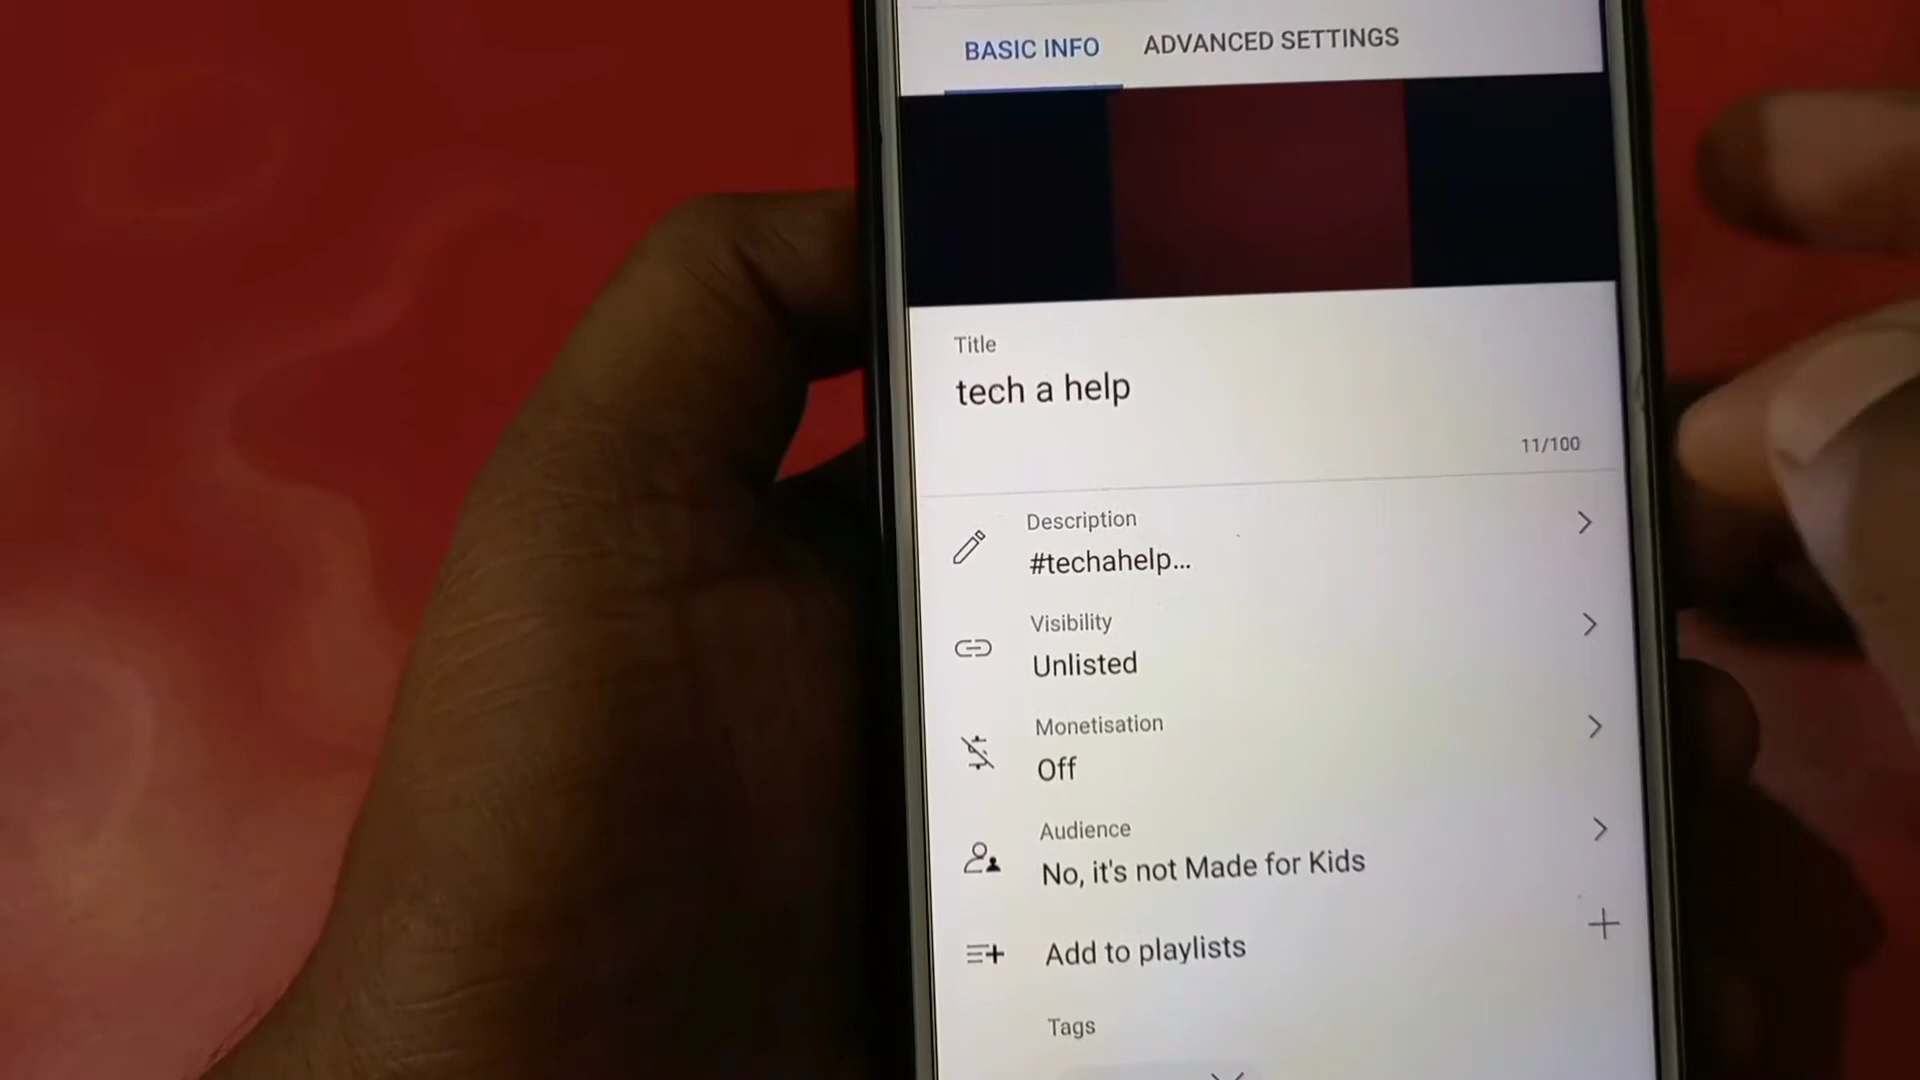 BASIC INFO ADVANCED SETTINGS
Title
tech a help
11/100
Description
#techahelp...
Visibility
Unlisted
Monetisation
Off
Audience
No, it's not Made for Kids
Add to playlists
Tags